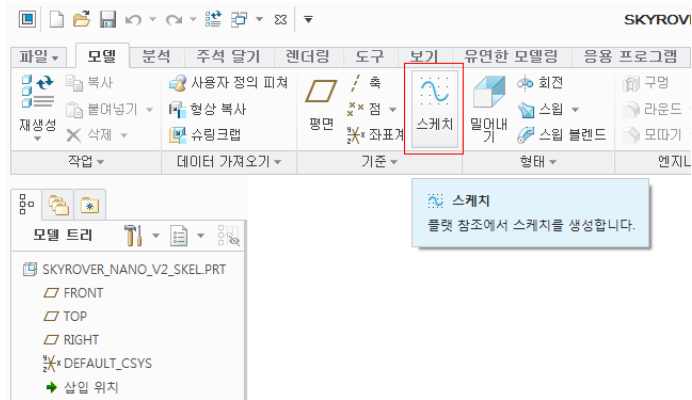 SKYROVER
파일 모델 분석 주석 달기 렌더링 도구 보기 유연한 모델링 응용 프로그램
재생성
복사
붙여넣기
삭제
작업
사용자 정의 피쳐
형상 복사
슈링크랩
데이터 가져오기
평면
축
점
좌표계
기준
스케치
밀어내기
회전
스윕
스윕 블렌드
형태
구멍
라운드
모따기
엔지니
스케치
플랫 참조에서 스케치를 생성합니다.
모델 트리
SKYROVER_NANO_V2_SKEL.PRT
FRONT
TOP
RIGHT
DEFAULT_CSYS
삽입 위치